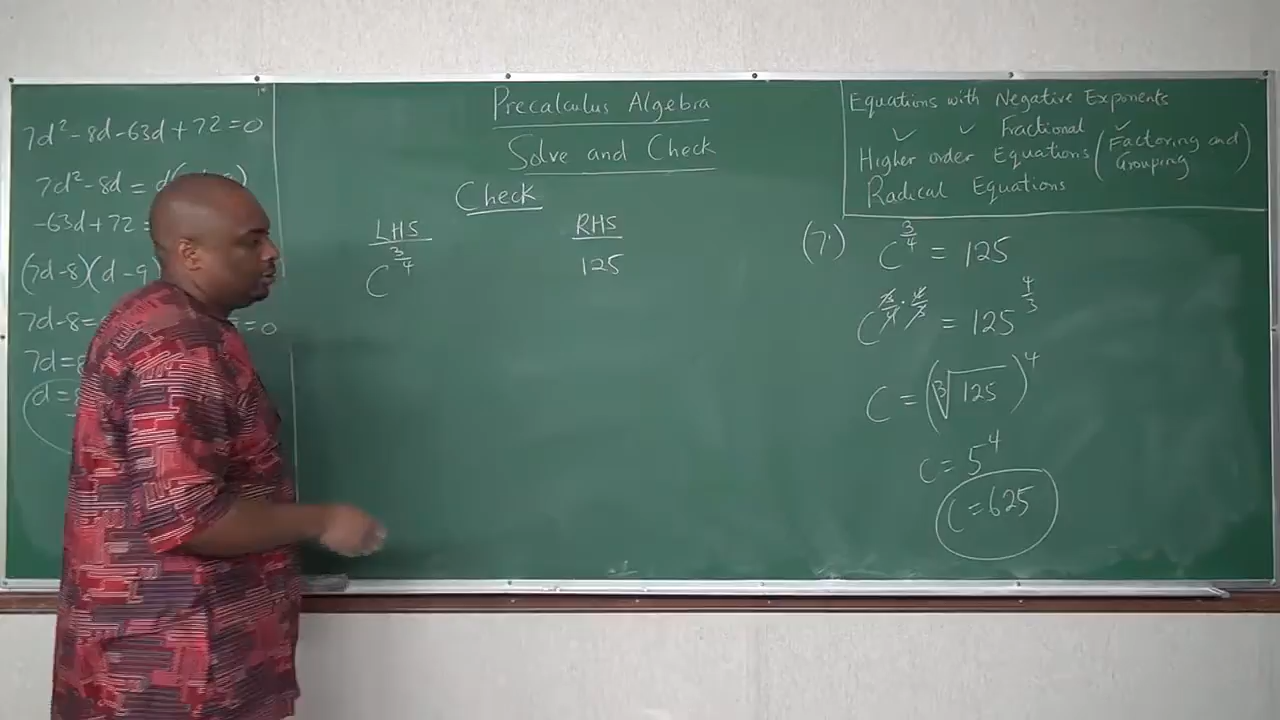 7d² - 8d - 63d + 72 = 0
7d² - 8d =
-63d + 72 =
(7d - 8)(d - 9
7d - 8 =
= 0
7d =
d =
Precalculus Algebra
Solve and Check
Check
LHS
C^(3/4)
RHS
125
Equations with Negative Exponents
✓ ✓ Fractional ✓
Higher order Equations (Factoring and Grouping)
Radical Equations
(7.) C^(3/4) = 125
C^(3/4 · 4/3) = 125^(4/3)
C = (∛125)⁴
C = 5⁴
C = 625